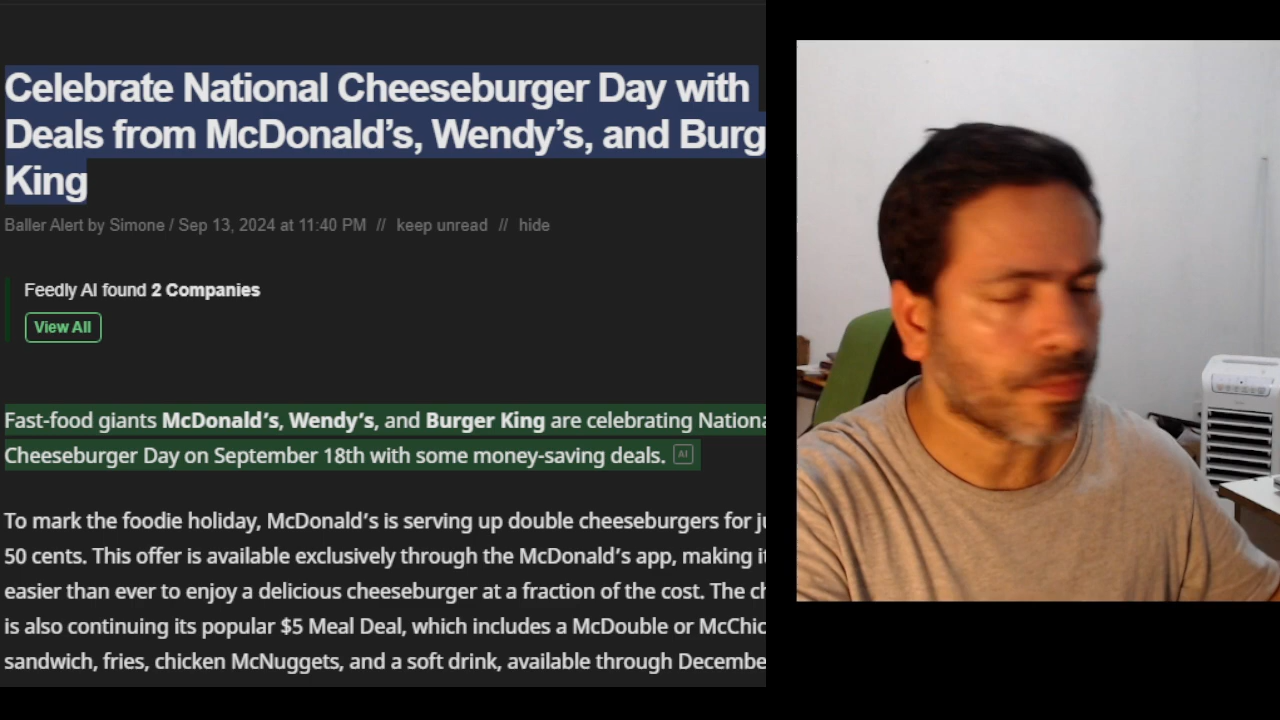 Celebrate National Cheeseburger Day with
Deals from McDonald’s, Wendy’s, and Burg
King
Baller Alert by Simone / Sep 13, 2024 at 11:40 PM // keep unread // hide
Feedly AI found 2 Companies
View All
Fast-food giants McDonald’s, Wendy’s, and Burger King are celebrating Nationa
Cheeseburger Day on September 18th with some money-saving deals. AI
To mark the foodie holiday, McDonald’s is serving up double cheeseburgers for ju
50 cents. This offer is available exclusively through the McDonald’s app, making it
easier than ever to enjoy a delicious cheeseburger at a fraction of the cost. The ch
is also continuing its popular $5 Meal Deal, which includes a McDouble or McChic
sandwich, fries, chicken McNuggets, and a soft drink, available through Decembe